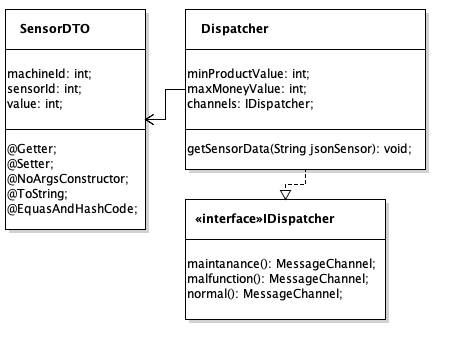 SensorDTO
machineId: int;
sensorId: int;
value: int;
@Getter;
@Setter;
@NoArgsConstructor;
@ToString;
@EquasAndHashCode;
Dispatcher
minProductValue: int;
maxMoneyValue: int;
channels: IDispatcher;
getSensorData(String jsonSensor): void;
«interface»IDispatcher
maintanance(): MessageChannel;
malfunction(): MessageChannel;
normal(): MessageChannel;